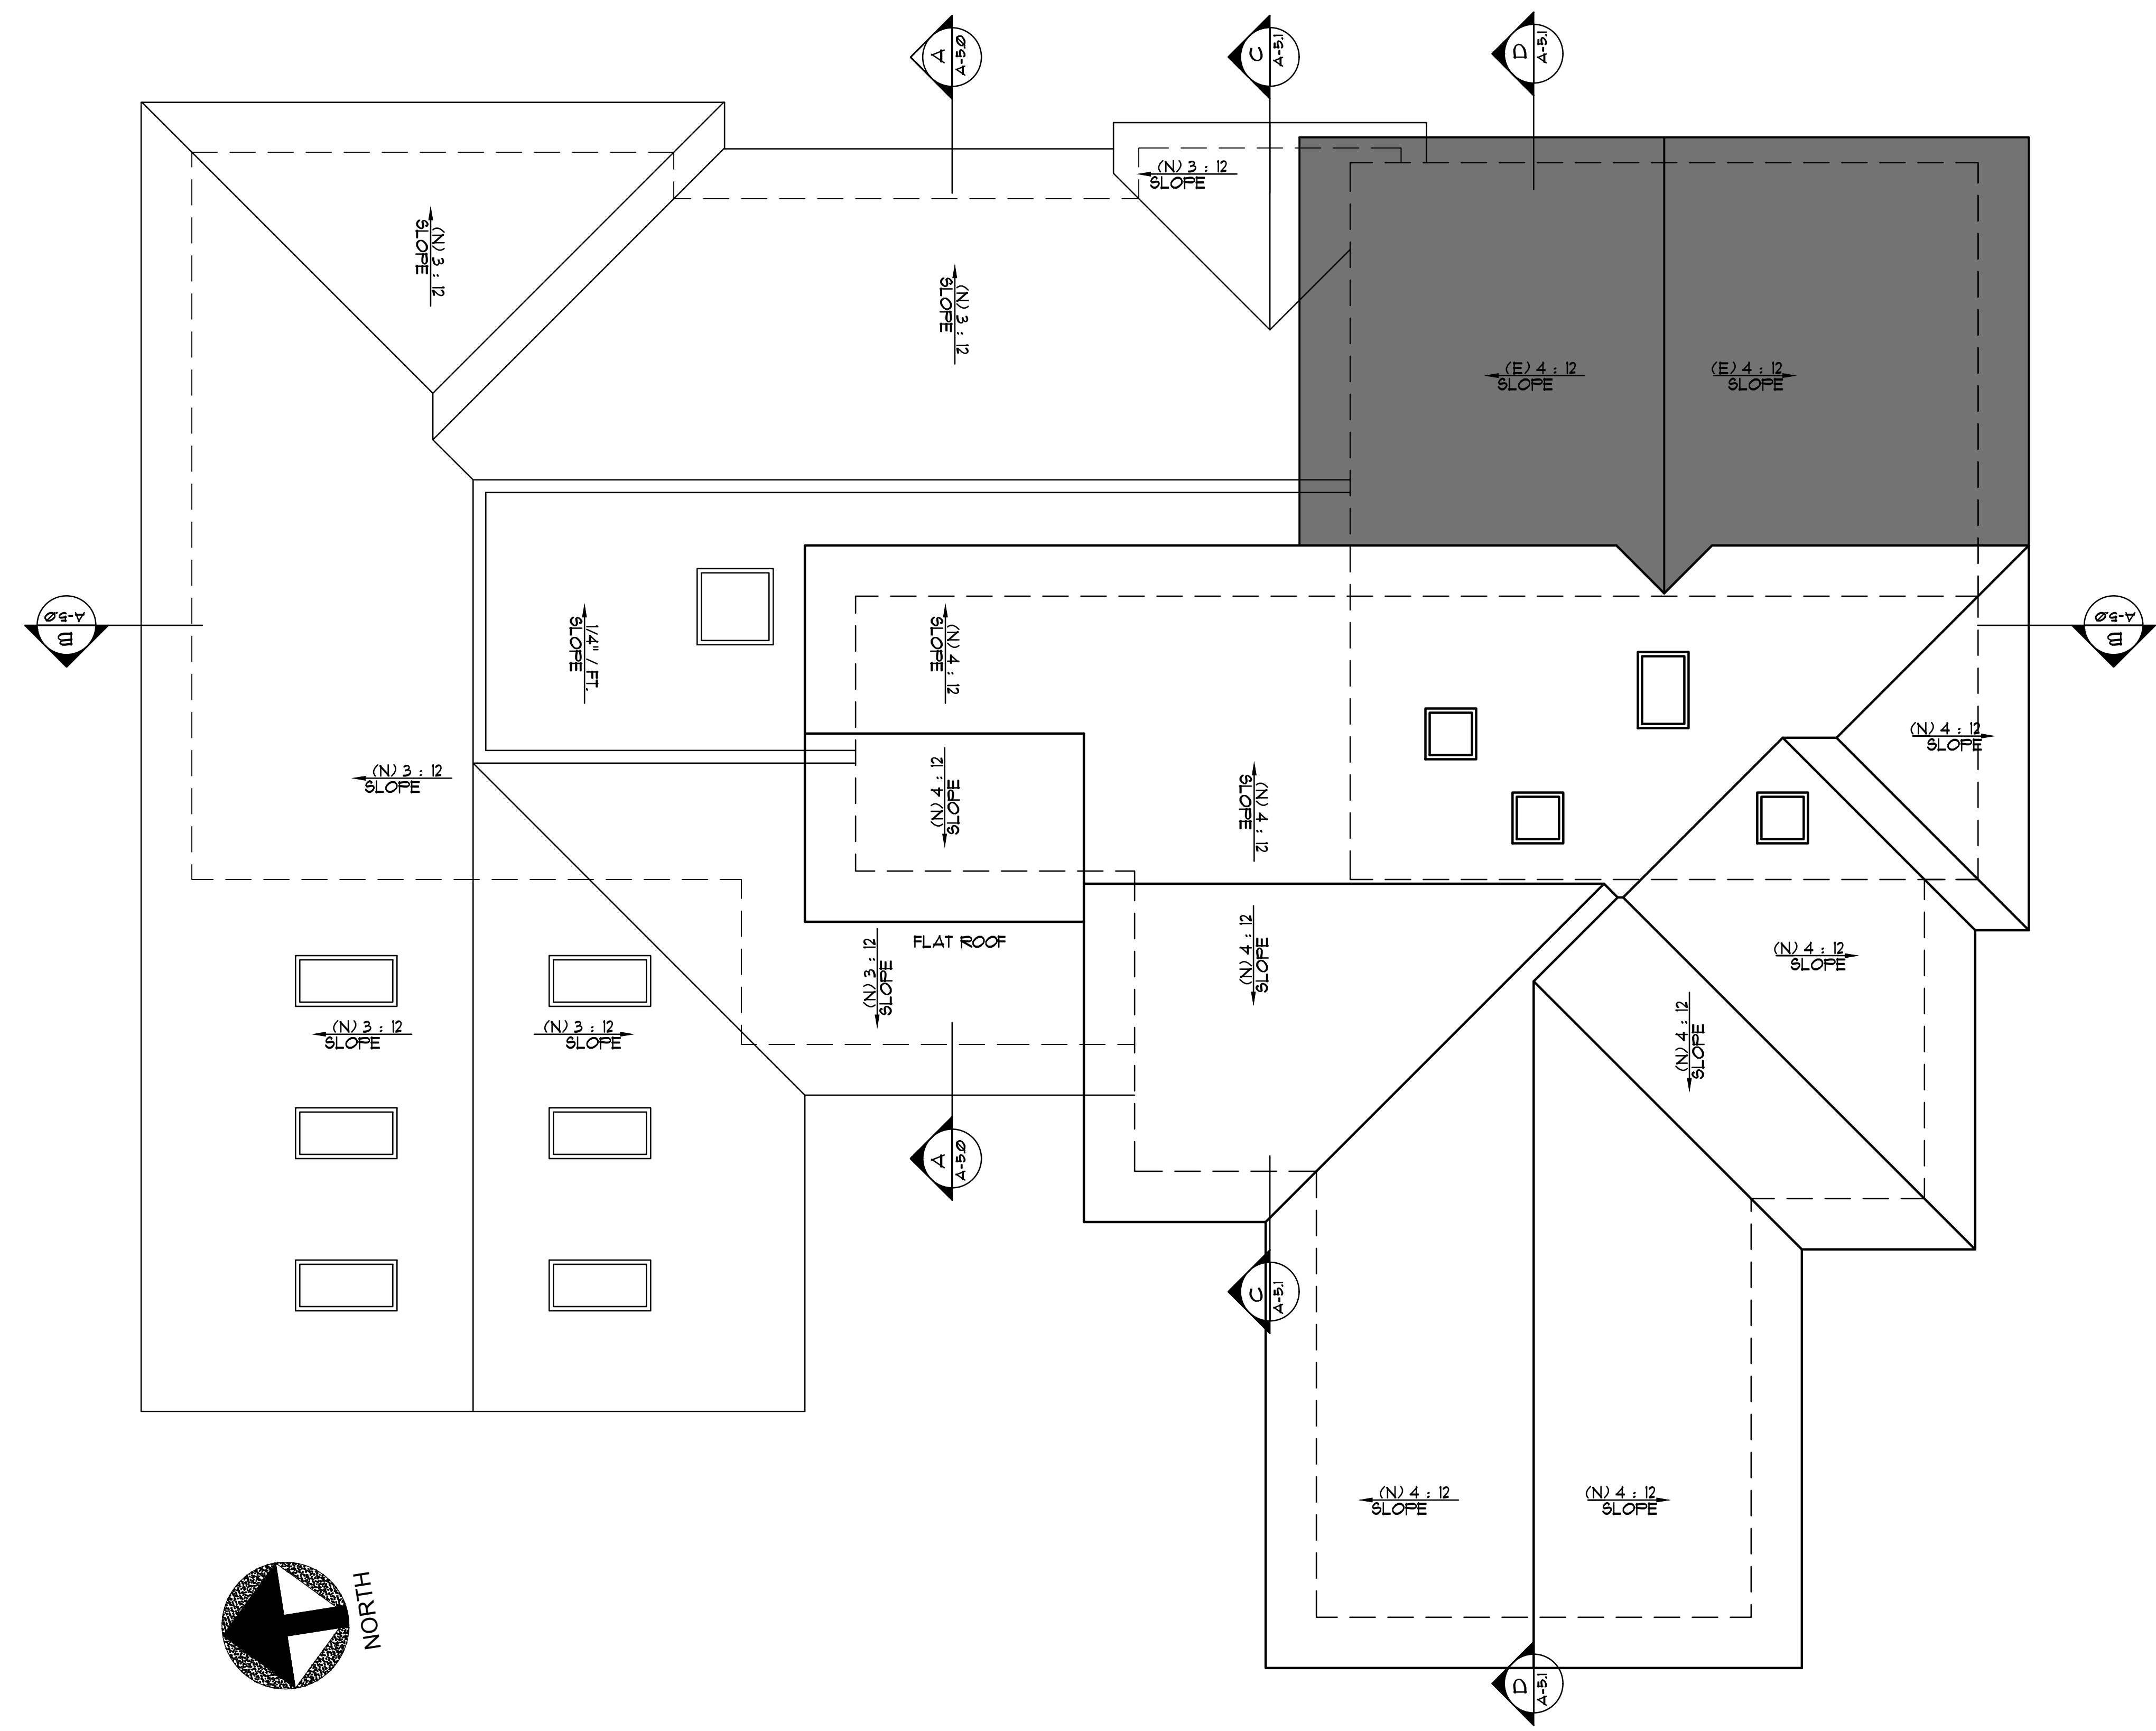 A
A-5.0
C
A-5.1
D
A-5.1
(N) 3 : 12
SLOPE
(N) 3 : 12
SLOPE
(N) 3 : 12
SLOPE
(E) 4 : 12
SLOPE
(E) 4 : 12
SLOPE
A-5.0
B
1/4" / FT.
SLOPE
(N) 4 : 12
SLOPE
A-5.0
B
(N) 4 : 12
SLOPE
(N) 3 : 12
SLOPE
(N) 4 : 12
SLOPE
(N) 4 : 12
SLOPE
FLAT ROOF
(N) 3 : 12
SLOPE
(N) 4 : 12
SLOPE
(N) 4 : 12
SLOPE
(N) 3 : 12
SLOPE
(N) 3 : 12
SLOPE
(N) 4 : 12
SLOPE
A
A-5.0
C
A-5.1
(N) 4 : 12
SLOPE
(N) 4 : 12
SLOPE
NORTH
D
A-5.1